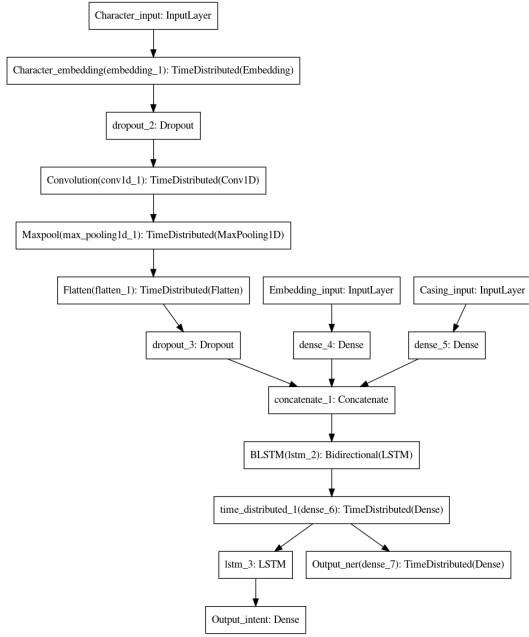 Character_input: InputLayer
Character_embedding(embedding_1): TimeDistributed(Embedding)
dropout_2: Dropout
Convolution(conv1d_1): TimeDistributed(Conv1D)
Maxpool(max_pooling1d_1): TimeDistributed(MaxPooling1D)
Flatten(flatten_1): TimeDistributed(Flatten)
Embedding_input: InputLayer
Casing_input: InputLayer
dropout_3: Dropout
dense_4: Dense
dense_5: Dense
concatenate_1: Concatenate
BLSTM(lstm_2): Bidirectional(LSTM)
time_distributed_1(dense_6): TimeDistributed(Dense)
lstm_3: LSTM
Output_ner(dense_7): TimeDistributed(Dense)
Output_intent: Dense